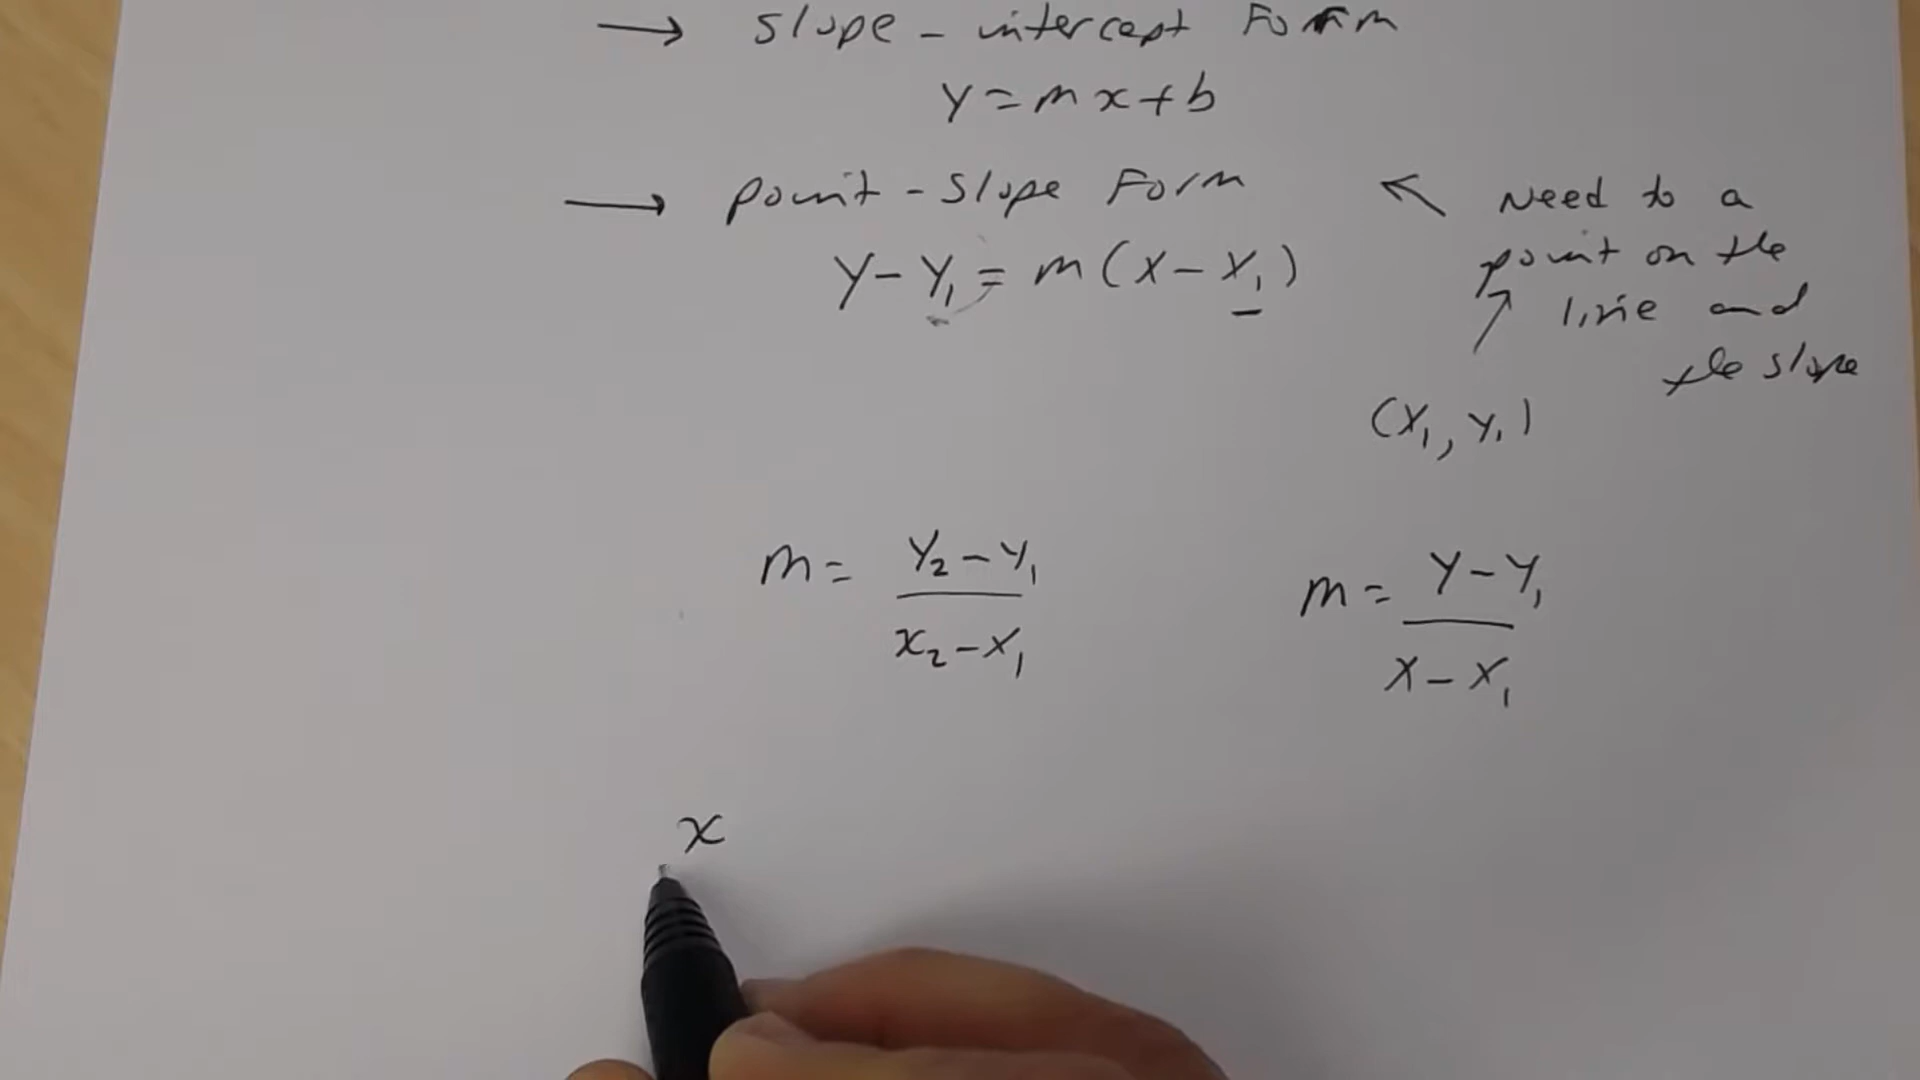 → slope - intercept Form
y = mx + b
→ point - slope Form
y - y₁ = m(x - x₁)
← Need to a
point on the
line and
the slope
(x₁, y₁)
m = y₂ - y₁ / x₂ - x₁
m = y - y₁ / x - x₁
x